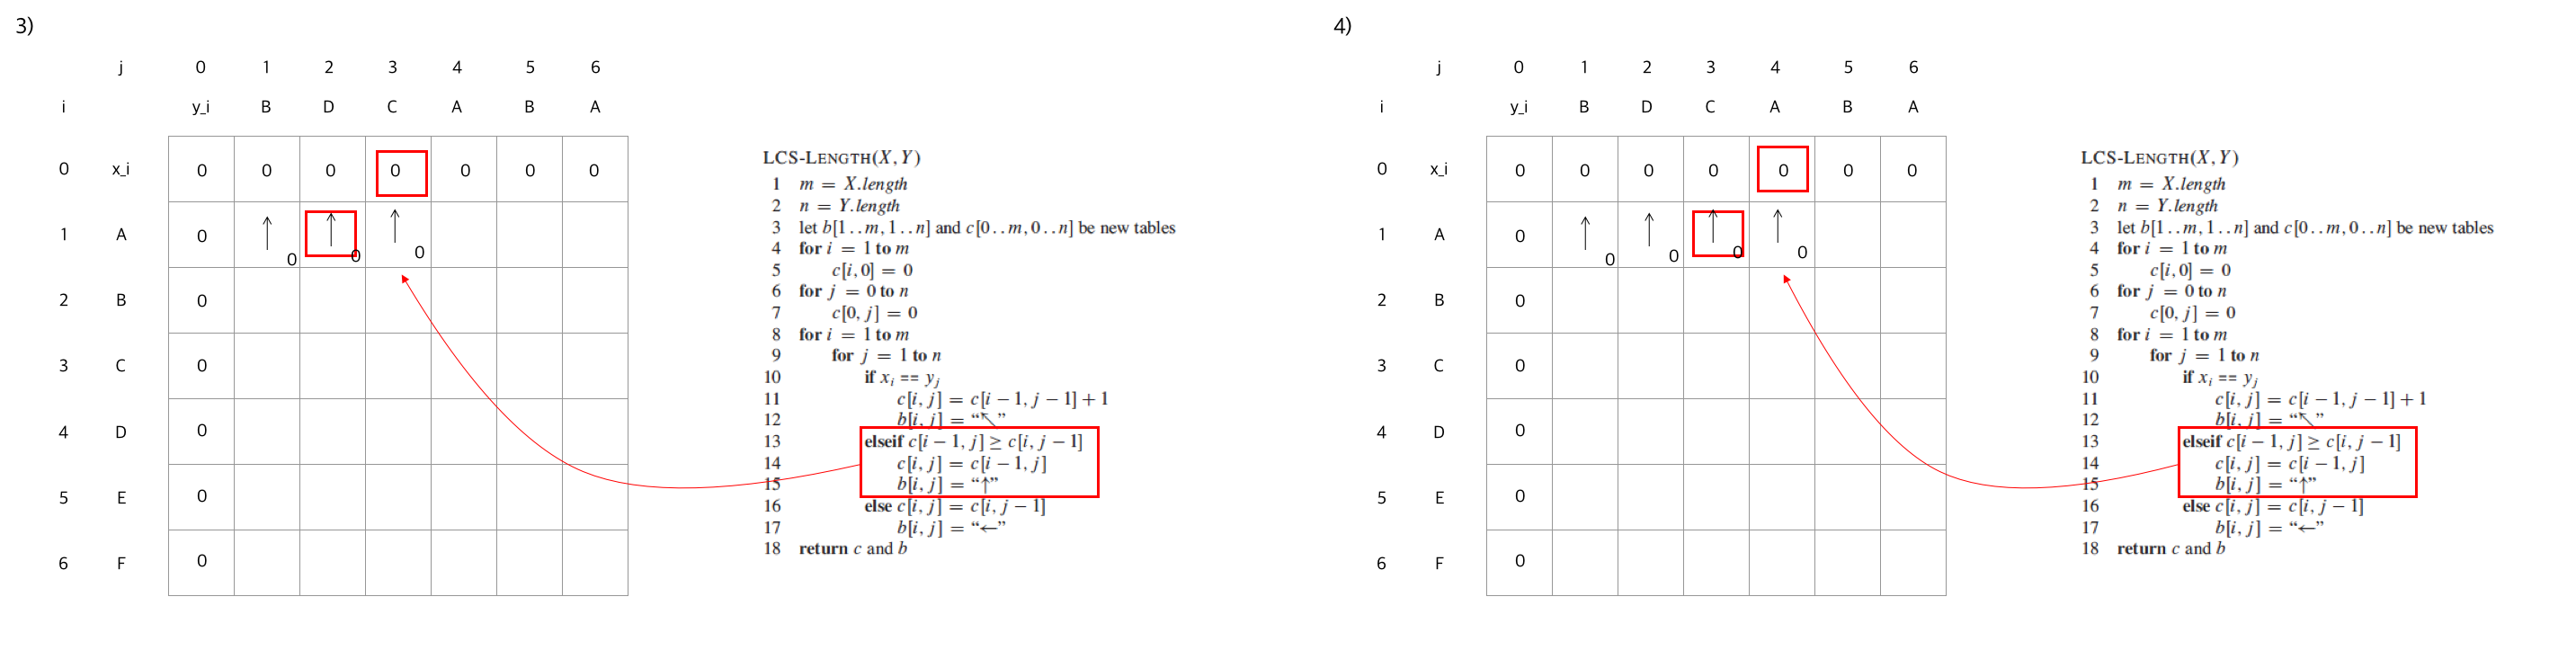 3)
j 0 1 2 3 4 5 6
i y_i B D C A B A
0 x_i 0 0 0 0 0 0 0
1 A 0 ↑ 0 ↑ 0 ↑ 0
2 B 0
3 C 0
4 D 0
5 E 0
6 F 0
LCS-LENGTH(X, Y)
1 m = X.length
2 n = Y.length
3 let b[1..m, 1..n] and c[0..m, 0..n] be new tables
4 for i = 1 to m
5 c[i, 0] = 0
6 for j = 0 to n
7 c[0, j] = 0
8 for i = 1 to m
9 for j = 1 to n
10 if x_i == y_j
11 c[i, j] = c[i − 1, j − 1] + 1
12 b[i, j] = “↖”
13 elseif c[i − 1, j] ≥ c[i, j − 1]
14 c[i, j] = c[i − 1, j]
15 b[i, j] = “↑”
16 else c[i, j] = c[i, j − 1]
17 b[i, j] = “←”
18 return c and b
4)
j 0 1 2 3 4 5 6
i y_i B D C A B A
0 x_i 0 0 0 0 0 0 0
1 A 0 ↑ 0 ↑ 0 ↑ 0 ↑ 0
2 B 0
3 C 0
4 D 0
5 E 0
6 F 0
LCS-LENGTH(X, Y)
1 m = X.length
2 n = Y.length
3 let b[1..m, 1..n] and c[0..m, 0..n] be new tables
4 for i = 1 to m
5 c[i, 0] = 0
6 for j = 0 to n
7 c[0, j] = 0
8 for i = 1 to m
9 for j = 1 to n
10 if x_i == y_j
11 c[i, j] = c[i − 1, j − 1] + 1
12 b[i, j] = “↖”
13 elseif c[i − 1, j] ≥ c[i, j − 1]
14 c[i, j] = c[i − 1, j]
15 b[i, j] = “↑”
16 else c[i, j] = c[i, j − 1]
17 b[i, j] = “←”
18 return c and b